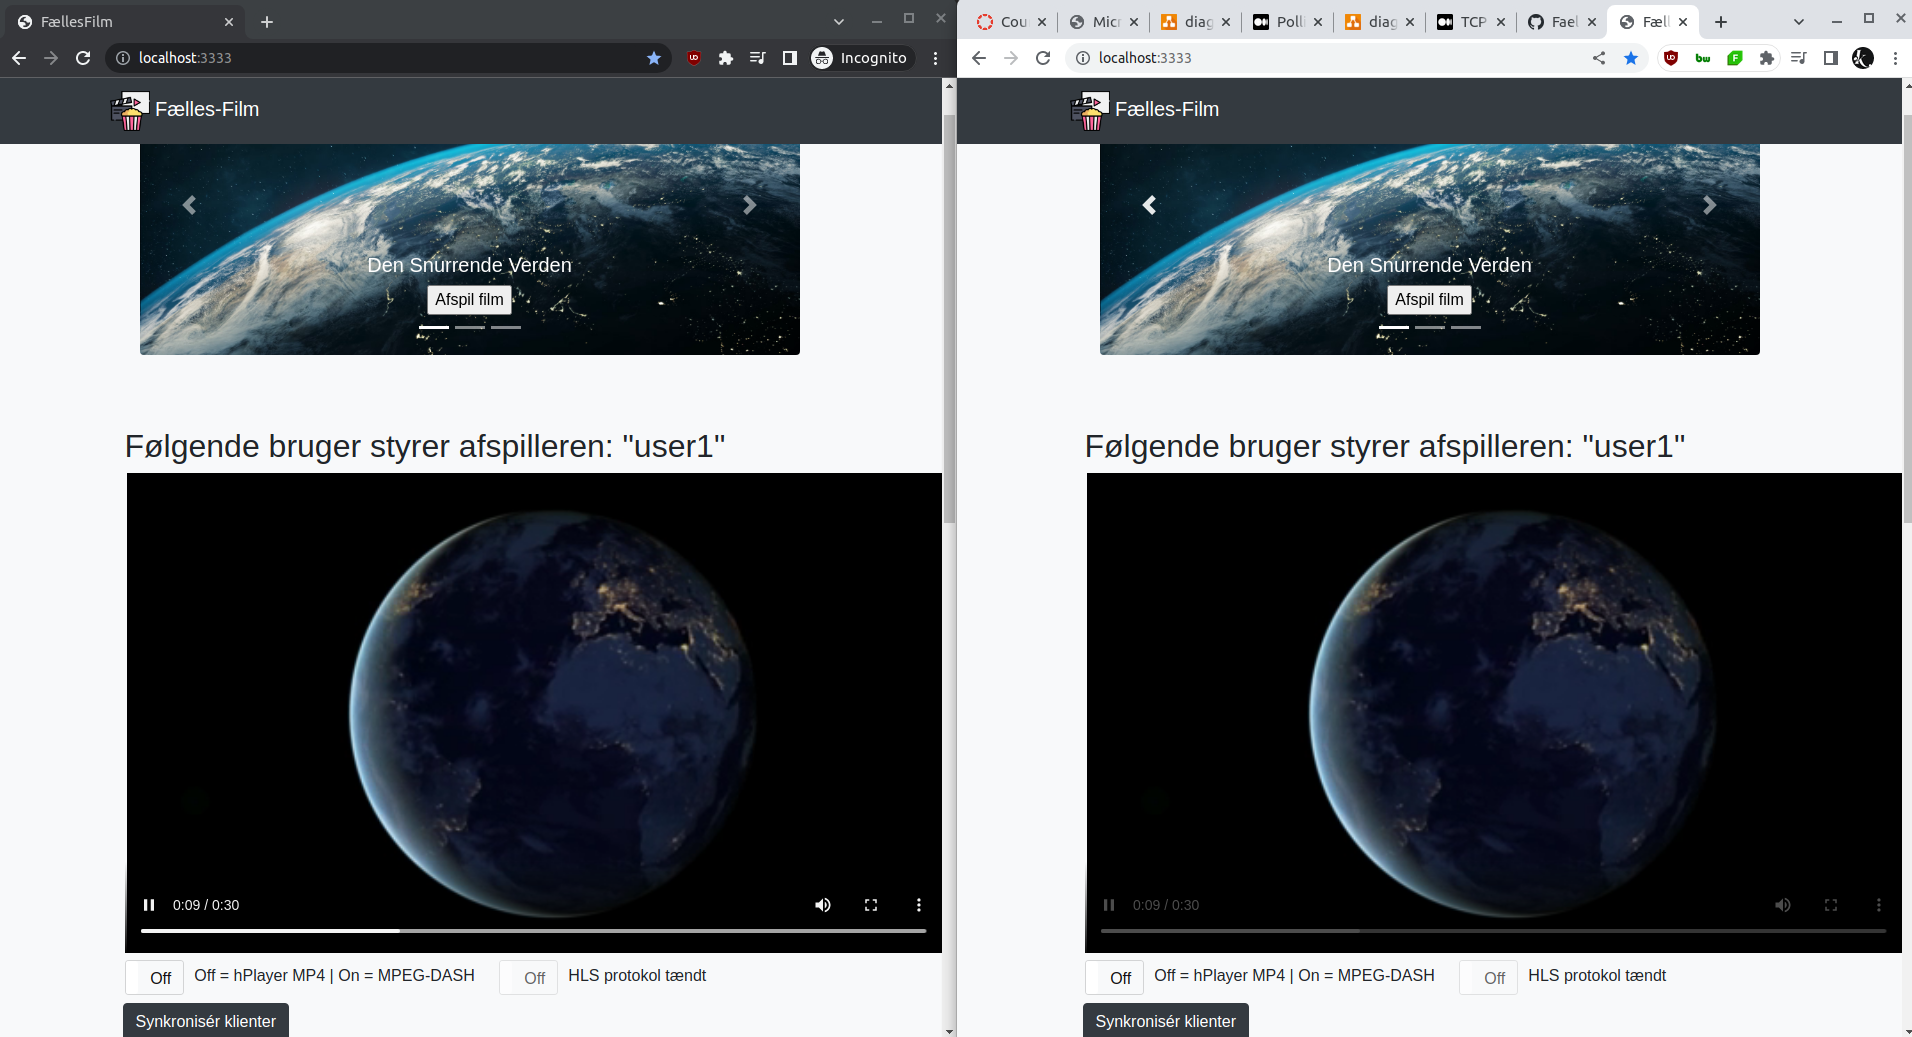 FællesFilm
localhost:3333
Incognito
Fælles-Film
Den Snurrende Verden
Afspil film
Følgende bruger styrer afspilleren: "user1"
0:09 / 0:30
Off
Off = hPlayer MP4 | On = MPEG-DASH
Off
HLS protokol tændt
Synkronisér klienter
Cou
Micr
diag
Polli
diag
TCP
Fael
Fæll
localhost:3333
Fælles-Film
Den Snurrende Verden
Afspil film
Følgende bruger styrer afspilleren: "user1"
0:09 / 0:30
Off
Off = hPlayer MP4 | On = MPEG-DASH
Off
HLS protokol tændt
Synkronisér klienter